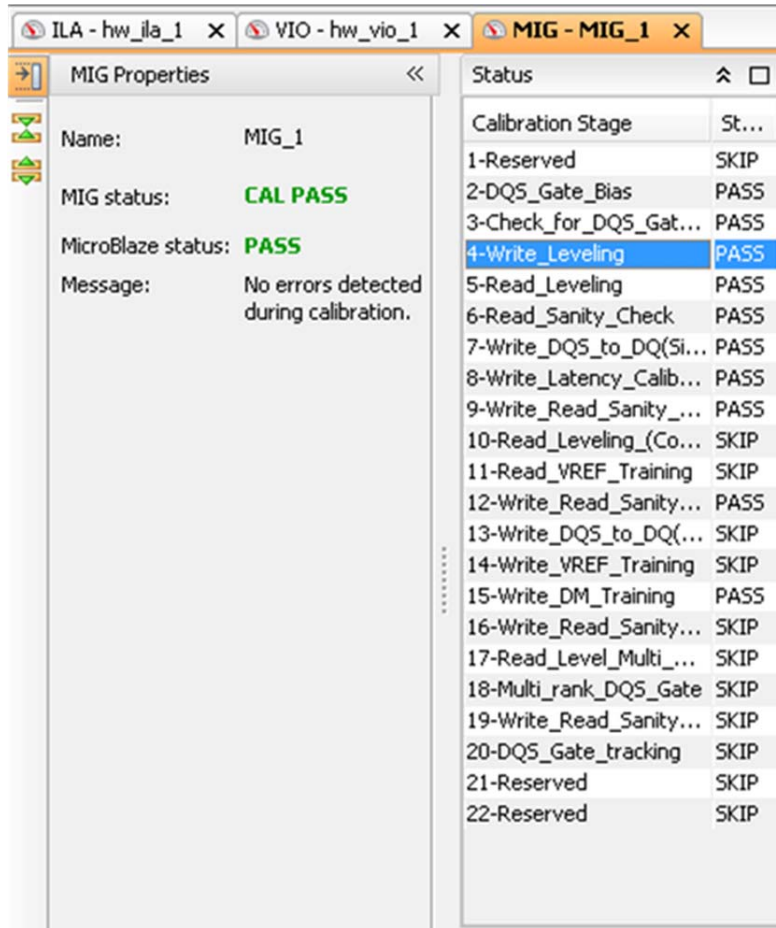 ILA - hw_ila_1 VIO - hw_vio_1 MIG - MIG_1
MIG Properties
Name: MIG_1
MIG status: CAL PASS
MicroBlaze status: PASS
Message: No errors detected
during calibration.
Status
Calibration Stage St...
1-Reserved SKIP
2-DQS_Gate_Bias PASS
3-Check_for_DQS_Gat... PASS
4-Write_Leveling PASS
5-Read_Leveling PASS
6-Read_Sanity_Check PASS
7-Write_DQS_to_DQ(Si... PASS
8-Write_Latency_Calib... PASS
9-Write_Read_Sanity_... PASS
10-Read_Leveling_(Co... SKIP
11-Read_VREF_Training SKIP
12-Write_Read_Sanity... PASS
13-Write_DQS_to_DQ(... SKIP
14-Write_VREF_Training SKIP
15-Write_DM_Training PASS
16-Write_Read_Sanity... SKIP
17-Read_Level_Multi_... SKIP
18-Multi_rank_DQS_Gate SKIP
19-Write_Read_Sanity... SKIP
20-DQS_Gate_tracking SKIP
21-Reserved SKIP
22-Reserved SKIP